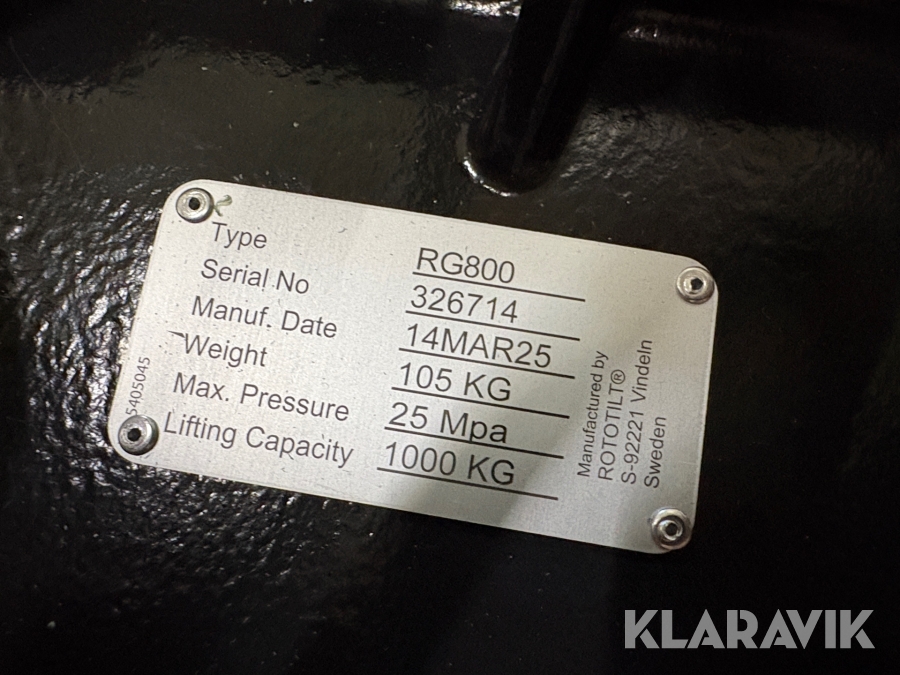 Type RG800
Serial No 326714
Manuf. Date 14MAR25
Weight 105 KG
Max. Pressure 25 Mpa
Lifting Capacity 1000 KG
5405045
Manufactured by
ROTOTILT®
S-92221 Vindeln
Sweden
KLARAVIK